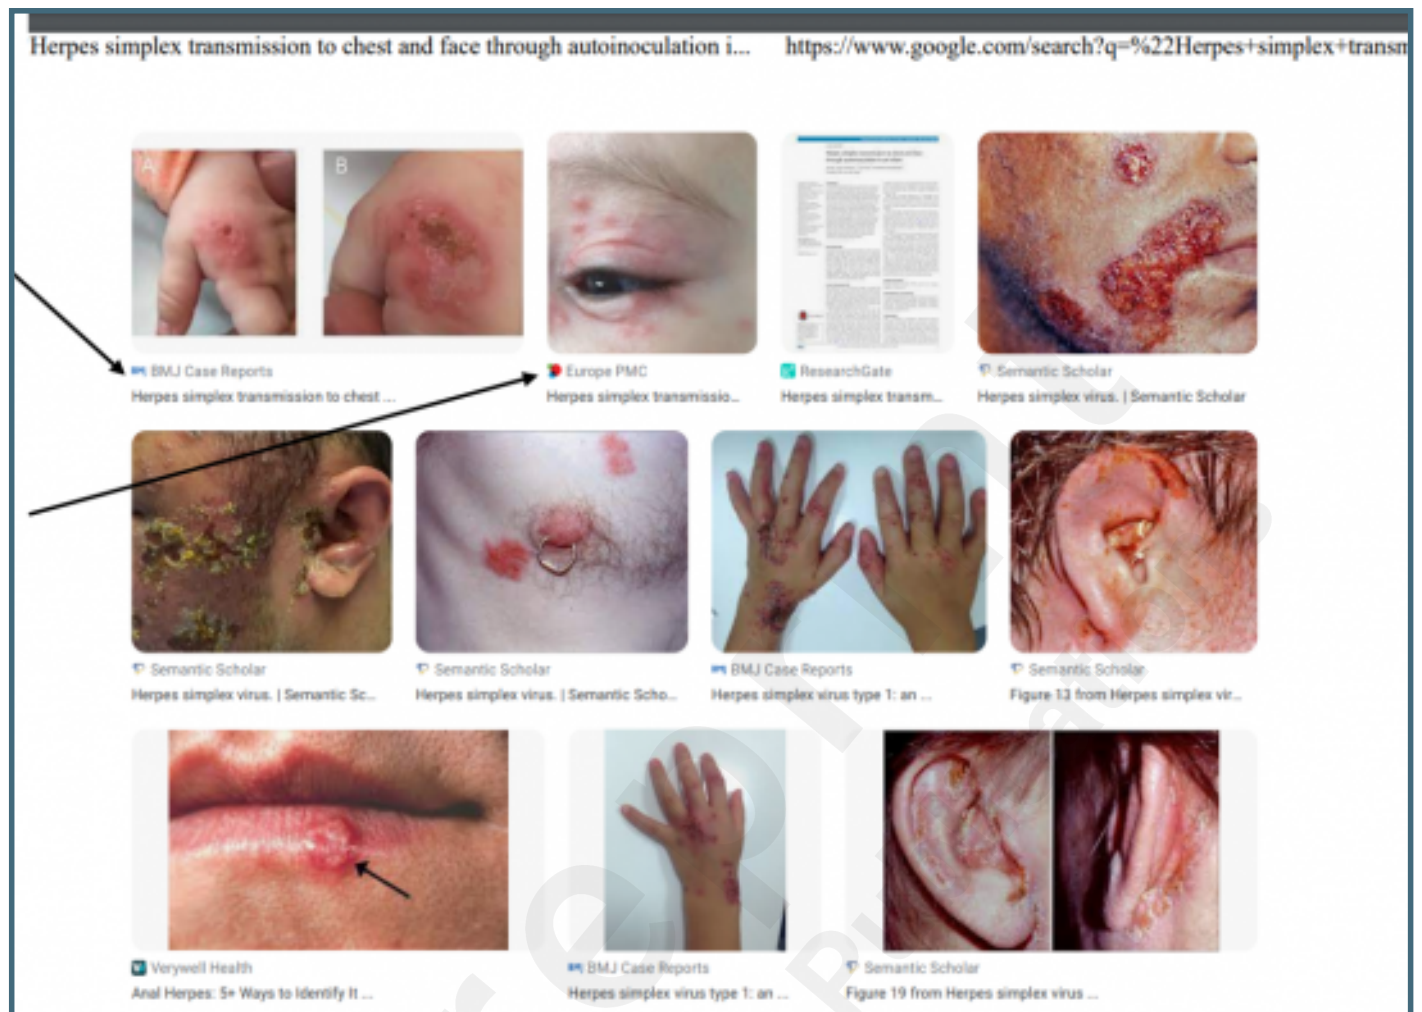 Herpes simplex transmission to chest and face through autoinoculation i... https://www.google.com/search?q=%22Herpes+simplex+transm
A B
BMJ Case Reports
Herpes simplex transmission to chest ...
Europe PMC
Herpes simplex transmissio...
ResearchGate
Herpes simplex transm...
Semantic Scholar
Herpes simplex virus. | Semantic Scholar
Semantic Scholar
Herpes simplex virus. | Semantic Sc...
Semantic Scholar
Herpes simplex virus. | Semantic Scho...
BMJ Case Reports
Herpes simplex virus type 1: an ...
Semantic Scholar
Figure 13 from Herpes simplex vir...
Verywell Health
Anal Herpes: 5+ Ways to Identify It ...
BMJ Case Reports
Herpes simplex virus type 1: an ...
Semantic Scholar
Figure 19 from Herpes simplex virus ...